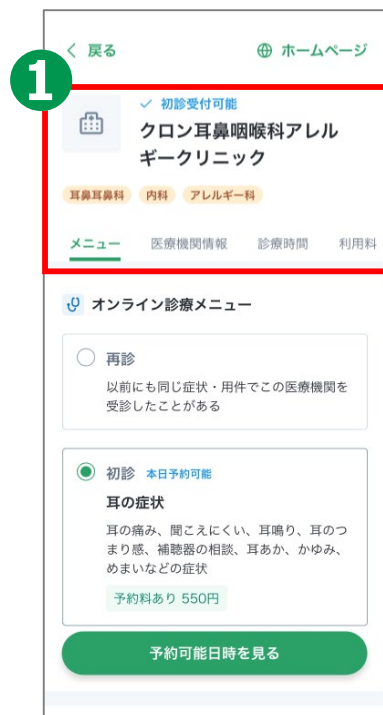 戻る ホームページ
1
初診受付可能
クロン耳鼻咽喉科アレル
ギークリニック
耳鼻耳鼻科 内科 アレルギー科
メニュー 医療機関情報 診療時間 利用料
オンライン診療メニュー
再診
以前にも同じ症状・用件でこの医療機関を
受診したことがある
初診 本日予約可能
耳の症状
耳の痛み、聞こえにくい、耳鳴り、耳のつ
まり感、補聴器の相談、耳あか、かゆみ、
めまいなどの症状
予約料あり 550円
予約可能日時を見る